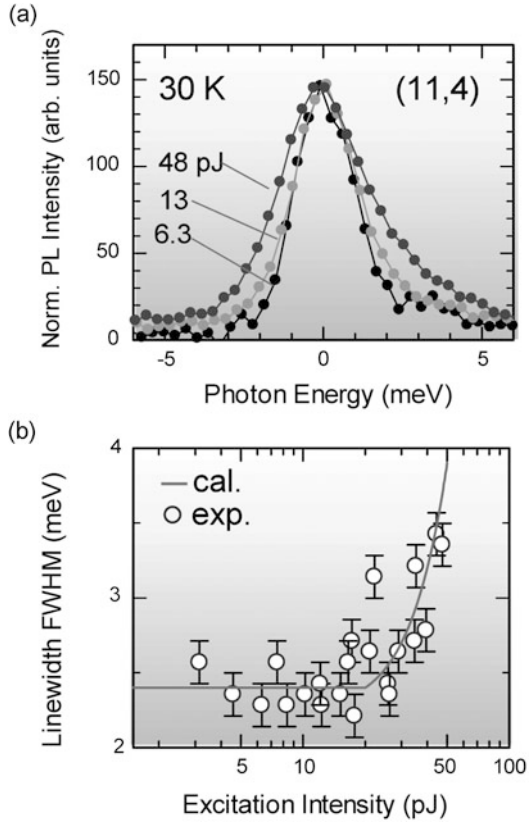 (a)
Norm. PL Intensity (arb. units)
150
100
50
0
30 K
(11,4)
48 pJ
13
6.3
-5
0
5
Photon Energy (meV)
(b)
Linewidth FWHM (meV)
4
3
2
cal.
exp.
5
10
50
100
Excitation Intensity (pJ)